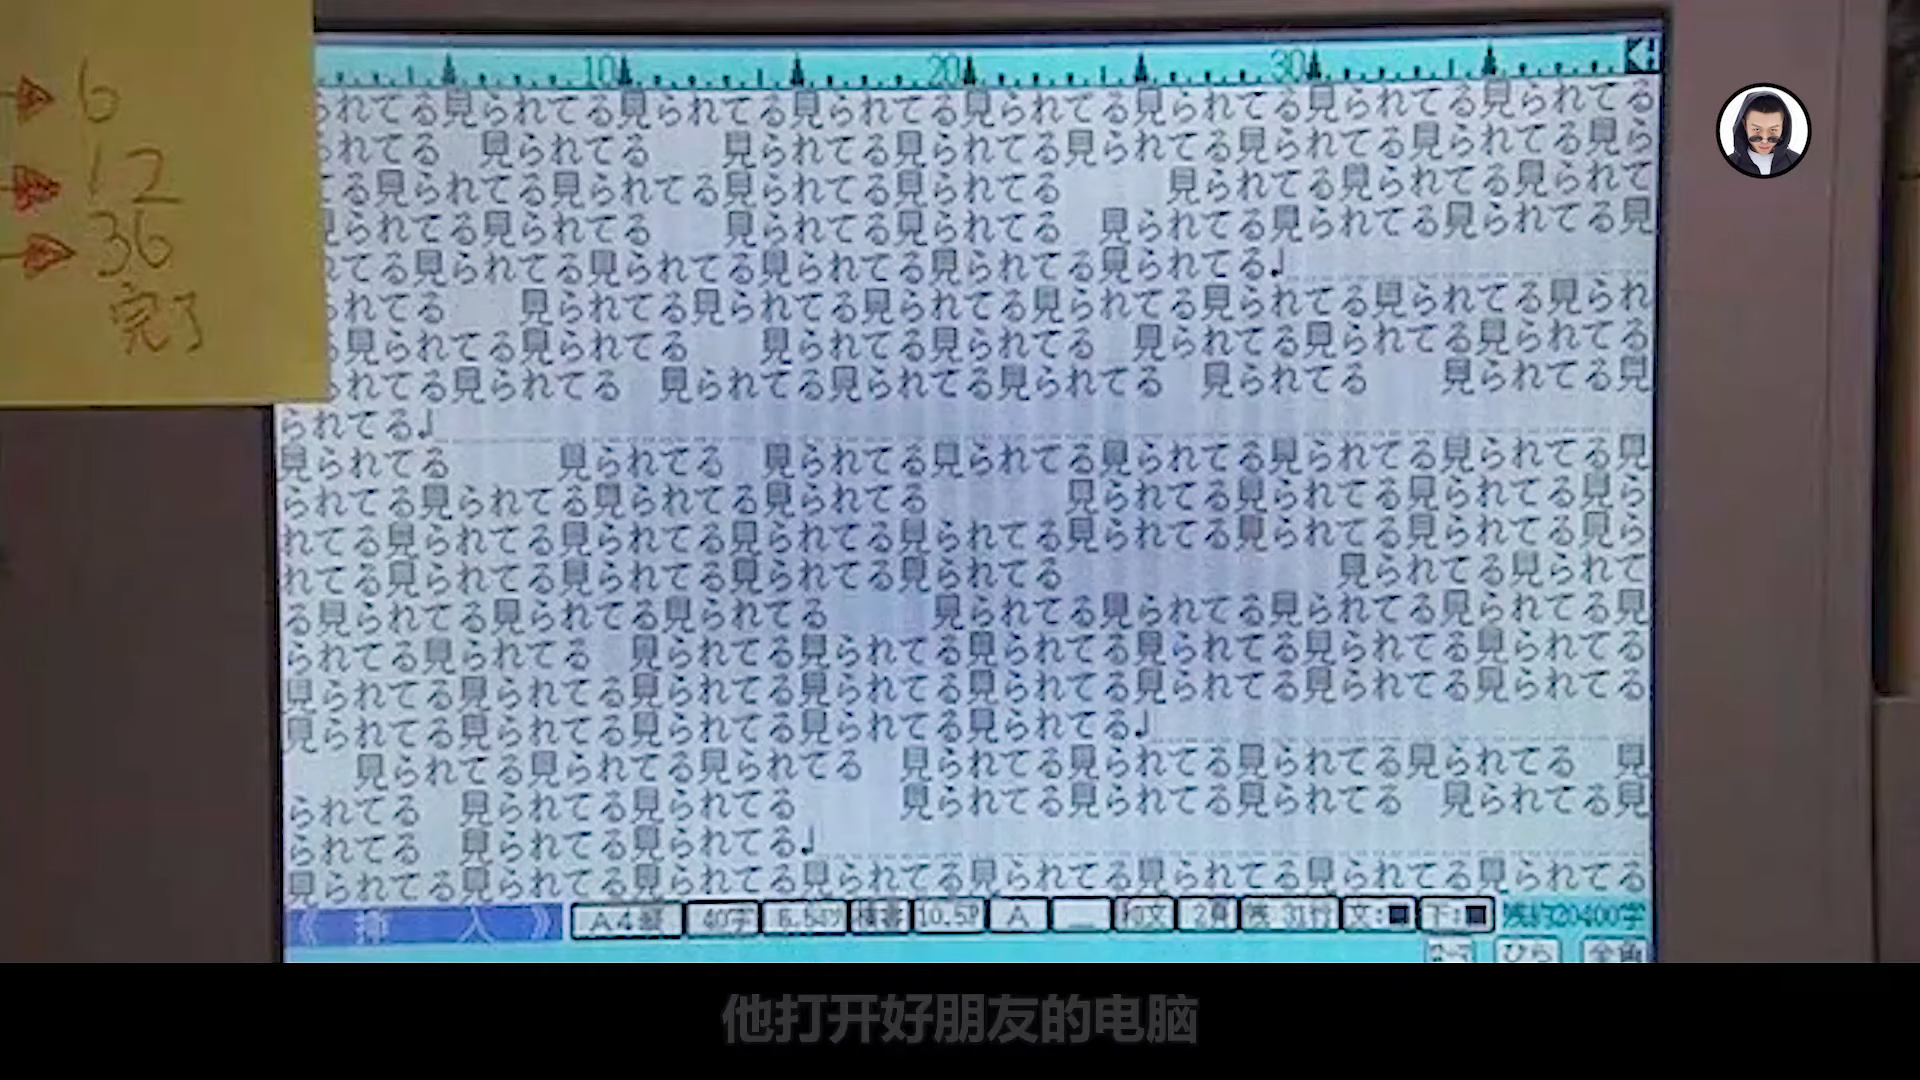 6
12
36
完了
10 20 30
られてる見られてる見られてる見られてる見られてる見られてる見られてる見られてる
れてる 見られてる 見られてる見られてる見られてる見られてる見られてる見ら
てる見られてる見られてる見られてる見られてる 見られてる見られてる見られて
見られてる見られてる 見られてる見られてる 見られてる見られてる見られてる見
てる見られてる見られてる見られてる見られてる見られてる
れてる 見られてる見られてる見られてる見られてる見られてる見られてる見られ
見られてる見られてる 見られてる見られてる 見られてる見られてる見られてる
れてる見られてる 見られてる見られてる見られてる 見られてる 見られてる見
られてる
見られてる 見られてる 見られてる見られてる見られてる見られてる見られてる見
られてる見られてる見られてる見られてる 見られてる見られてる見られてる見ら
れてる見られてる見られてる見られてる見られてる見られてる見られてる見られてる見ら
れてる見られてる見られてる見られてる見られてる 見られてる見られて
る見られてる見られてる見られてる 見られてる見られてる見られてる見られてる見
られてる見られてる 見られてる見られてる見られてる見られてる見られてる見られてる
見られてる見られてる見られてる見られてる見られてる見られてる見られてる見られてる
見られてる見られてる見られてる見られてる見られてる
見られてる見られてる見られてる 見られてる見られてる見られてる見られてる 見
られてる 見られてる見られてる 見られてる見られてる見られてる 見られてる見
られてる 見られてる見られてる
見られてる見られてる見られてる見られてる見られてる見られてる見られてる見られてる
《 挿 入 》 A4縦 40字 横書 10.5P A 和文 2頁 残 31行 文: 下: 残約20400字
ひら 全角
他打开好朋友的电脑